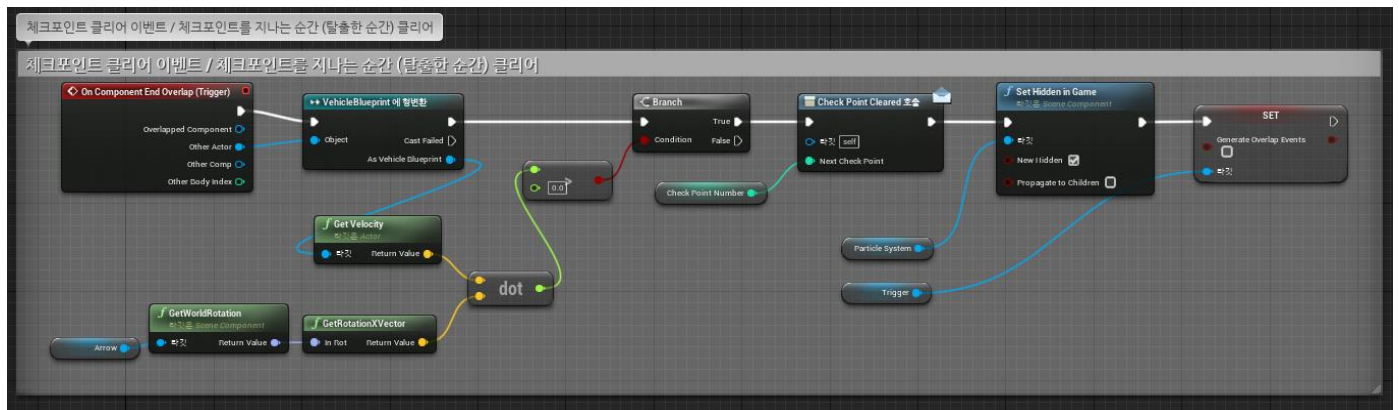 체크포인트 클리어 이벤트 / 체크포인트를 지나는 순간 (탈출한 순간) 클리어
체크포인트 클리어 이벤트 / 체크포인트를 지나는 순간 (탈출한 순간) 클리어
On Component End Overlap (Trigger)
Overlapped Component
Other Actor
Other Comp
Other Body Index
VehicleBlueprint 에 형변환
Object
Cast Failed
As Vehicle Blueprint
Branch
True
Condition
False
Check Point Cleared 호출
타깃 self
Next Check Point
Set Hidden in Game
타깃은 Scene Component
타깃
New Hidden
Propagate to Children
SET
Generate Overlap Events
타깃
0.0
>
Check Point Number
Get Velocity
타깃은 Actor
타깃
Return Value
dot
Particle System
Trigger
GetWorldRotation
타깃은 Scene Component
타깃
Return Value
GetRotationXVector
In Rot
Return Value
Arrow